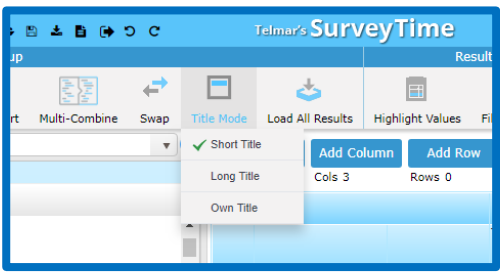 Telmar's SurveyTime
up Resul
rt Multi-Combine Swap Title Mode Load All Results Highlight Values Fi
Short Title
Long Title
Own Title
Add Column Add Row
Cols 3 Rows 0